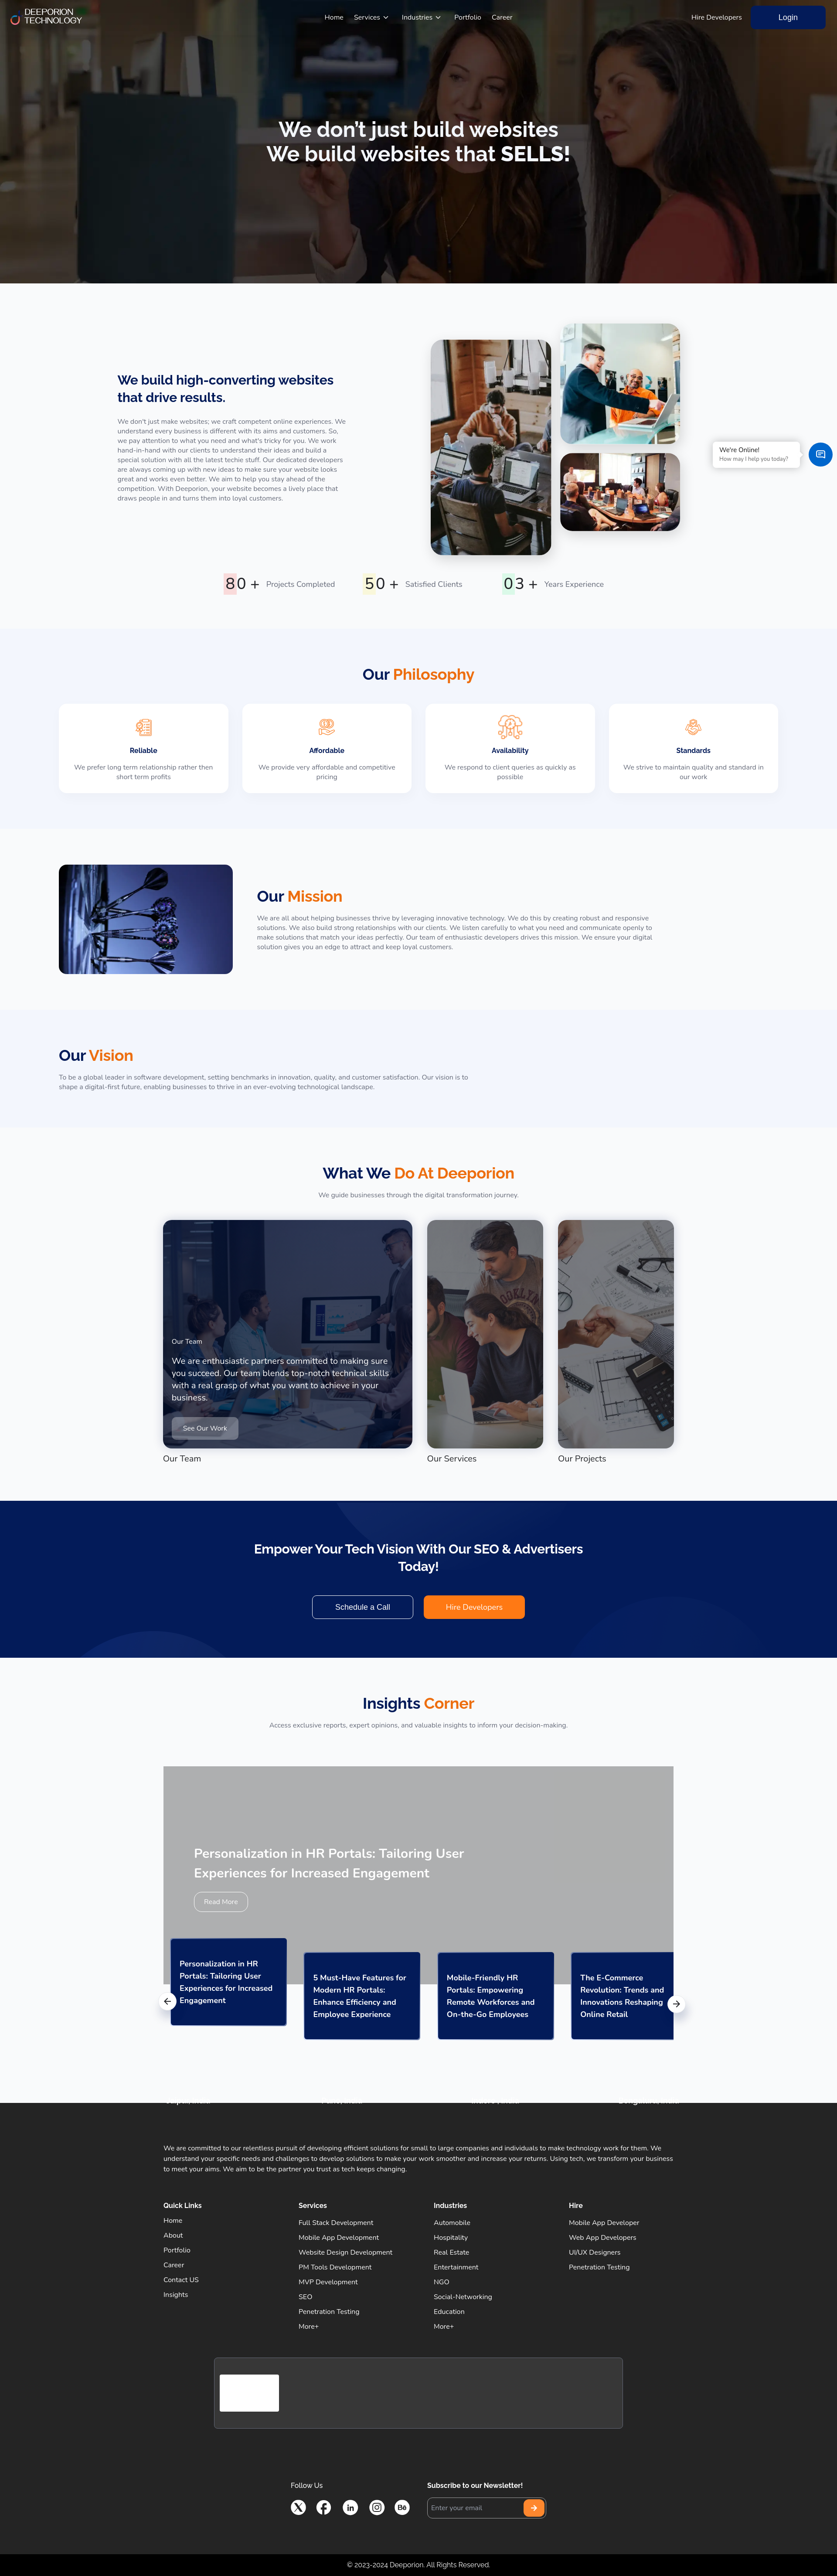 DEEPORION
TECHNOLOGY
Home Services Industries Portfolio Career
Hire Developers Login
We don’t just build websites
We build websites that SELLS!
We build high-converting websites
that drive results.
We don't just make websites; we craft competent online experiences. We
understand every business is different with its aims and customers. So,
we pay attention to what you need and what's tricky for you. We work
hand-in-hand with our clients to understand their ideas and build a
special solution with all the latest techie stuff. Our dedicated developers
are always coming up with new ideas to make sure your website looks
great and works even better. We aim to help you stay ahead of the
competition. With Deeporion, your website becomes a lively place that
draws people in and turns them into loyal customers.
We're Online!
How may I help you today?
80 + Projects Completed
50 + Satisfied Clients
03 + Years Experience
Our Philosophy
Reliable
We prefer long term relationship rather then
short term profits
Affordable
We provide very affordable and competitive
pricing
Availability
We respond to client queries as quickly as
possible
Standards
We strive to maintain quality and standard in
our work
Our Mission
We are all about helping businesses thrive by leveraging innovative technology. We do this by creating robust and responsive
solutions. We also build strong relationships with our clients. We listen carefully to what you need and communicate openly to
make solutions that match your ideas perfectly. Our team of enthusiastic developers drives this mission. We ensure your digital
solution gives you an edge to attract and keep loyal customers.
Our Vision
To be a global leader in software development, setting benchmarks in innovation, quality, and customer satisfaction. Our vision is to
shape a digital-first future, enabling businesses to thrive in an ever-evolving technological landscape.
What We Do At Deeporion
We guide businesses through the digital transformation journey.
Our Team
We are enthusiastic partners committed to making sure
you succeed. Our team blends top-notch technical skills
with a real grasp of what you want to achieve in your
business.
See Our Work
Our Team
Our Services
Our Projects
Empower Your Tech Vision With Our SEO & Advertisers
Today!
Schedule a Call
Hire Developers
Insights Corner
Access exclusive reports, expert opinions, and valuable insights to inform your decision-making.
Personalization in HR Portals: Tailoring User
Experiences for Increased Engagement
Read More
Personalization in HR
Portals: Tailoring User
Experiences for Increased
Engagement
5 Must-Have Features for
Modern HR Portals:
Enhance Efficiency and
Employee Experience
Mobile-Friendly HR
Portals: Empowering
Remote Workforces and
On-the-Go Employees
The E-Commerce
Revolution: Trends and
Innovations Reshaping
Online Retail
We are committed to our relentless pursuit of developing efficient solutions for small to large companies and individuals to make technology work for them. We
understand your specific needs and challenges to develop solutions to make your work smoother and increase your returns. Using tech, we transform your business
to meet your aims. We aim to be the partner you trust as tech keeps changing.
Quick Links
Home
About
Portfolio
Career
Contact US
Insights
Services
Full Stack Development
Mobile App Development
Website Design Development
PM Tools Development
MVP Development
SEO
Penetration Testing
More+
Industries
Automobile
Hospitality
Real Estate
Entertainment
NGO
Social-Networking
Education
More+
Hire
Mobile App Developer
Web App Developers
UI/UX Designers
Penetration Testing
Follow Us
Subscribe to our Newsletter!
Enter your email
© 2023-2024 Deeporion. All Rights Reserved.